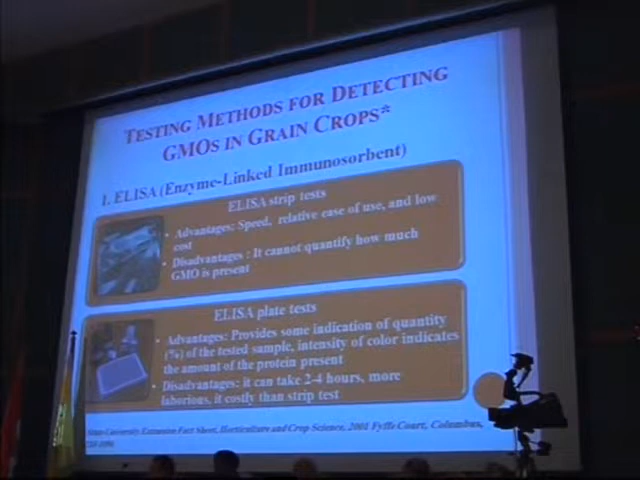 TESTING METHODS FOR DETECTING
GMOS IN GRAIN CROPS*
1. ELISA (Enzyme-Linked Immunosorbent)
ELISA strip tests
• Advantages: Speed, relative ease of use, and low
cost
• Disadvantages : It cannot quantify how much
GMO is present
ELISA plate tests
• Advantages: Provides some indication of quantity
(%) of the tested sample, intensity of color indicates
the amount of the protein present
• Disadvantages: it can take 2-4 hours, more
laborious, it costly than strip test
State University Extension Fact Sheet, Horticulture and Crop Science, 2001 Fyffe Court, Columbus,